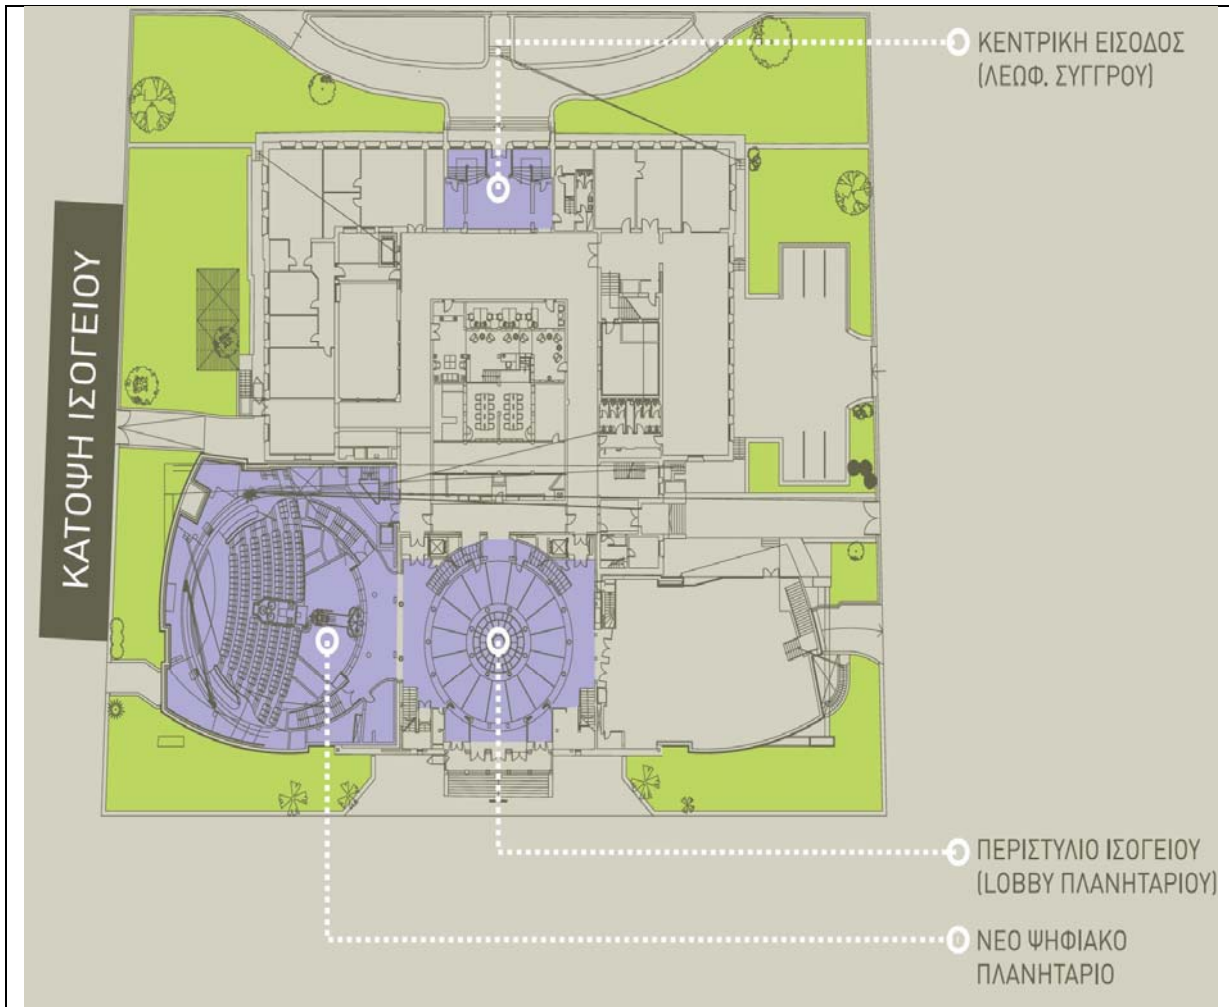 ΚΕΝΤΡΙΚΗ ΕΙΣΟΔΟΣ
(ΛΕΩΦ. ΣΥΓΓΡΟΥ)
ΚΑΤΟΨΗ ΙΣΟΓΕΙΟΥ
ΠΕΡΙΣΤΥΛΙΟ ΙΣΟΓΕΙΟΥ
(LOBBY ΠΛΑΝΗΤΑΡΙΟΥ)
ΝΕΟ ΨΗΦΙΑΚΟ
ΠΛΑΝΗΤΑΡΙΟ